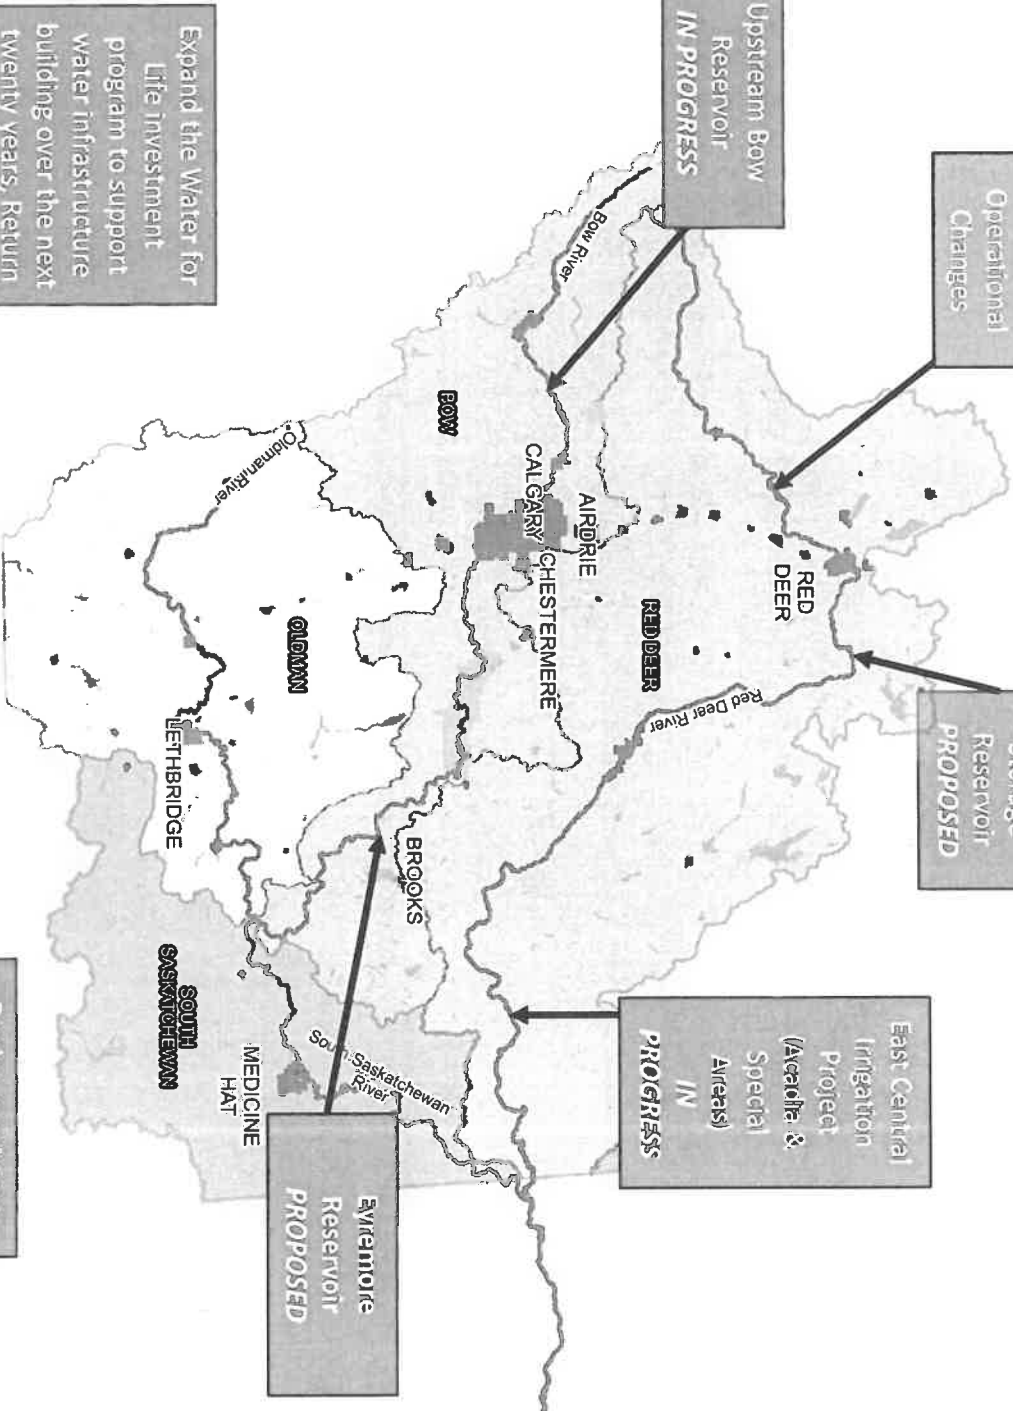 Upstream Bow
Reservoir
IN PROGRESS
Operational
Changes
Reservoir
PROPOSED
East Central
Irrigation
Project
(Acadia &
Special
Areas)
IN
PROGRESS
Eyremore
Reservoir
PROPOSED
Expand the Water for
Life investment
program to support
water infrastructure
building over the next
twenty years, Return
Bow River
BOW
CALGARY
AIRDRIE
CHESTERMERE
RED
DEER
RED DEER
Red Deer River
Oldman River
OLDMAN
LETHBRIDGE
BROOKS
SOUTH
SASKATCHEWAN
MEDICINE
HAT
South Saskatchewan
River